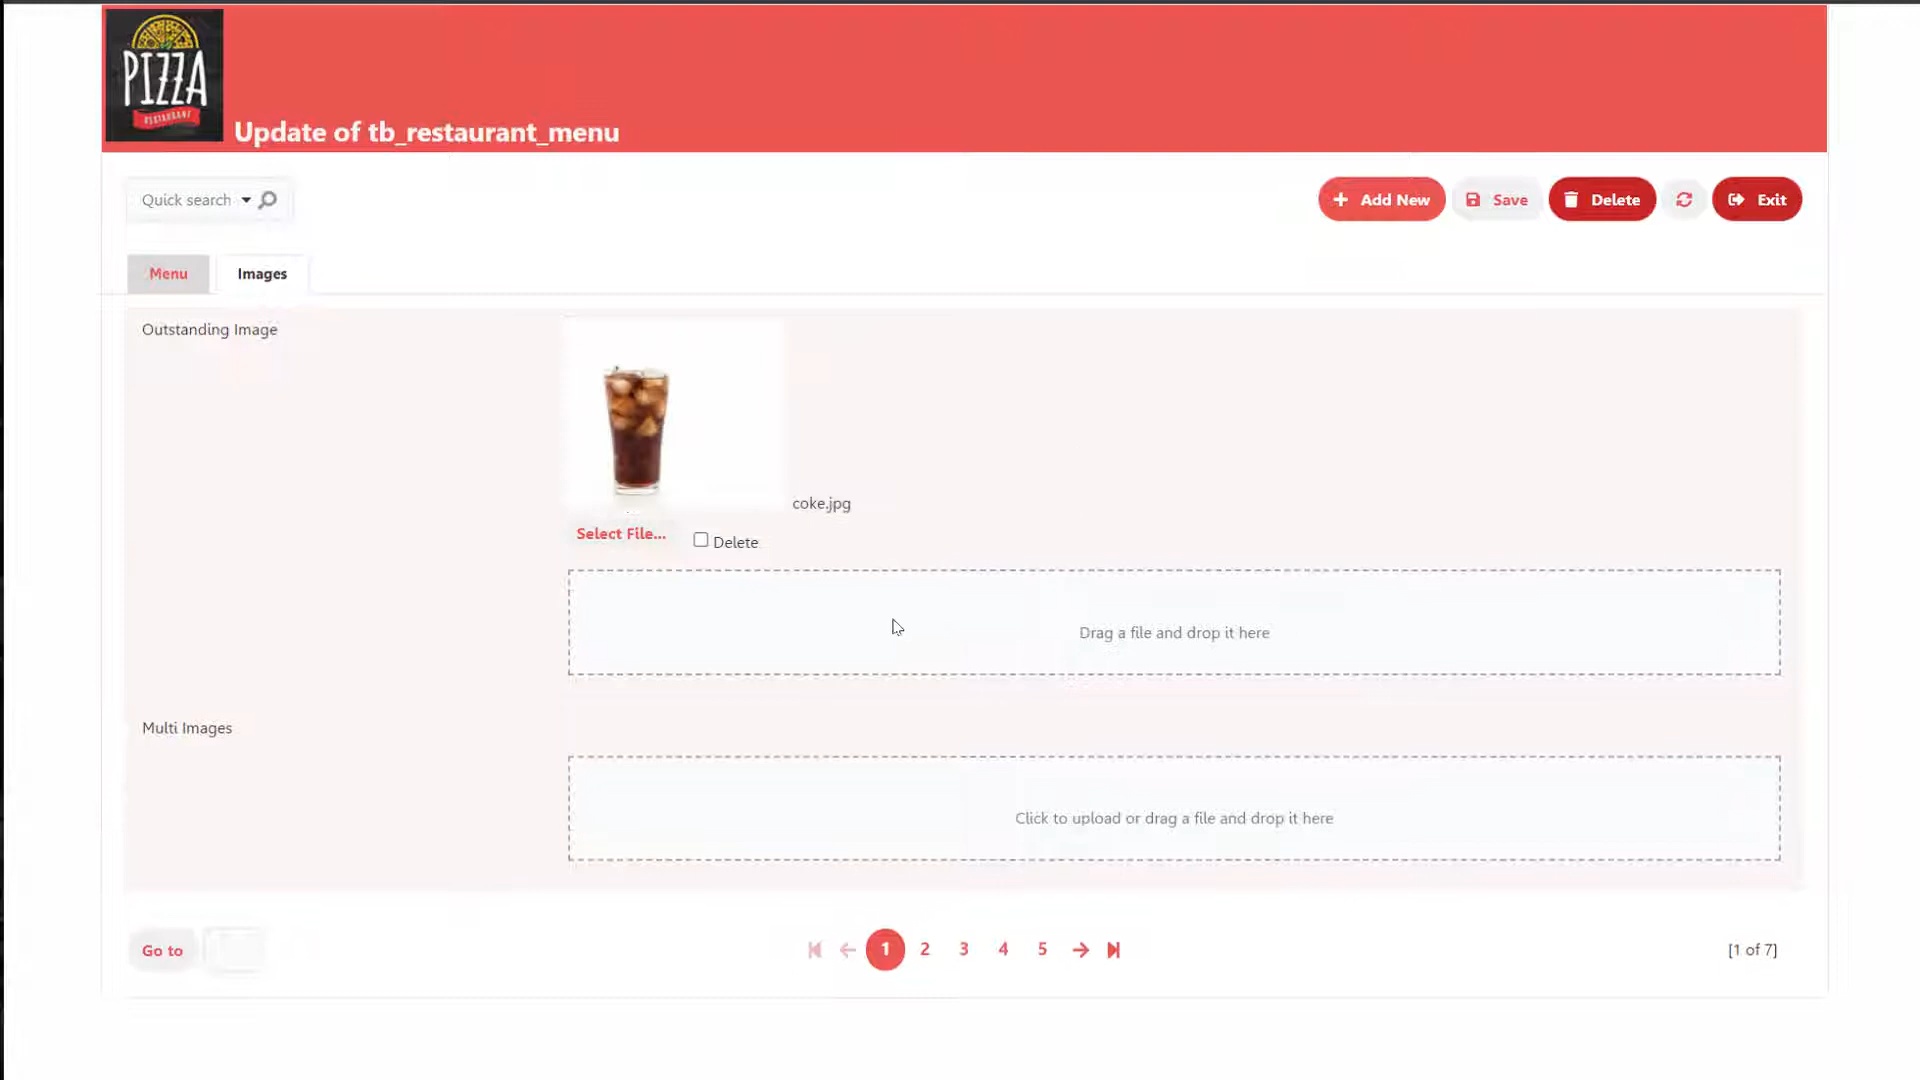 PIZZA
RESTAURANT
Update of tb_restaurant_menu
Quick search
Add New
Save
Delete
Exit
Menu
Images
Outstanding Image
coke.jpg
Select File...
Delete
Drag a file and drop it here
Multi Images
Click to upload or drag a file and drop it here
Go to
1 2 3 4 5
[1 of 7]